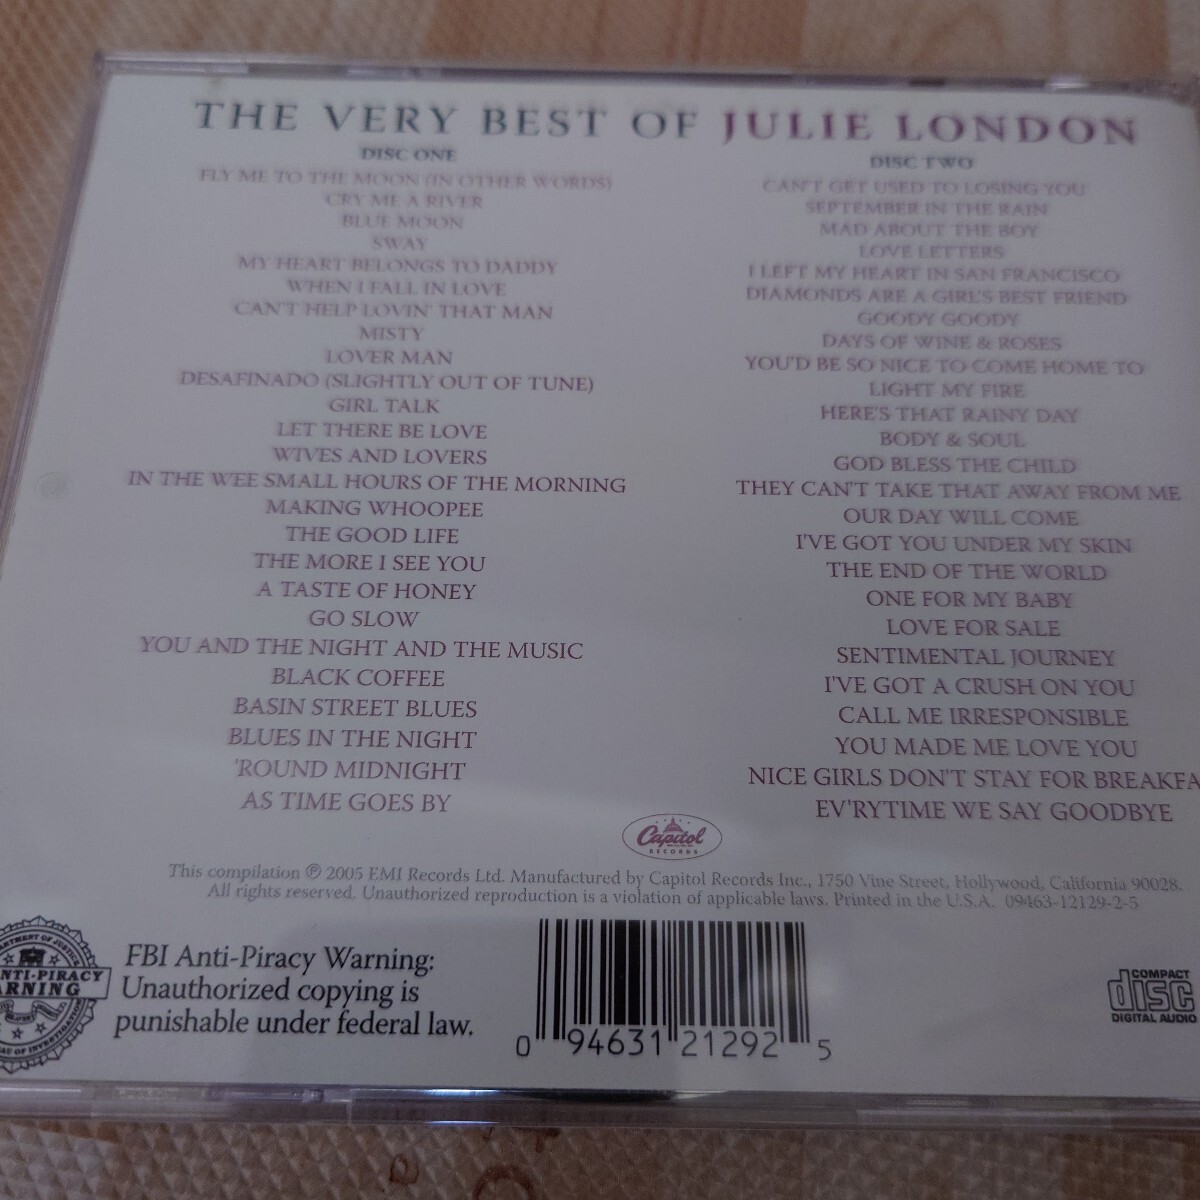 THE VERY BEST OF JULIE LONDON
DISC ONE
FLY ME TO THE MOON (IN OTHER WORDS)
CRY ME A RIVER
BLUE MOON
SWAY
MY HEART BELONGS TO DADDY
WHEN I FALL IN LOVE
CAN'T HELP LOVIN' THAT MAN
MISTY
LOVER MAN
DESAFINADO (SLIGHTLY OUT OF TUNE)
GIRL TALK
LET THERE BE LOVE
WIVES AND LOVERS
IN THE WEE SMALL HOURS OF THE MORNING
MAKING WHOOPEE
THE GOOD LIFE
THE MORE I SEE YOU
A TASTE OF HONEY
GO SLOW
YOU AND THE NIGHT AND THE MUSIC
BLACK COFFEE
BASIN STREET BLUES
BLUES IN THE NIGHT
'ROUND MIDNIGHT
AS TIME GOES BY
DISC TWO
CAN'T GET USED TO LOSING YOU
SEPTEMBER IN THE RAIN
MAD ABOUT THE BOY
LOVE LETTERS
I LEFT MY HEART IN SAN FRANCISCO
DIAMONDS ARE A GIRL'S BEST FRIEND
GOODY GOODY
DAYS OF WINE & ROSES
YOU'D BE SO NICE TO COME HOME TO
LIGHT MY FIRE
HERE'S THAT RAINY DAY
BODY & SOUL
GOD BLESS THE CHILD
THEY CAN'T TAKE THAT AWAY FROM ME
OUR DAY WILL COME
I'VE GOT YOU UNDER MY SKIN
THE END OF THE WORLD
ONE FOR MY BABY
LOVE FOR SALE
SENTIMENTAL JOURNEY
I'VE GOT A CRUSH ON YOU
CALL ME IRRESPONSIBLE
YOU MADE ME LOVE YOU
NICE GIRLS DON'T STAY FOR BREAKFA
EV'RYTIME WE SAY GOODBYE
Capitol
RECORDS
This compilation ℗ 2005 EMI Records Ltd. Manufactured by Capitol Records Inc., 1750 Vine Street, Hollywood, California 90028.
All rights reserved. Unauthorized reproduction is a violation of applicable laws. Printed in the U.S.A. 09463-12129-2-5
NTI-PIRACY
ARNING
FBI Anti-Piracy Warning:
Unauthorized copying is
punishable under federal law.
0 94631 21292 5
COMPACT
disc
DIGITAL AUDIO